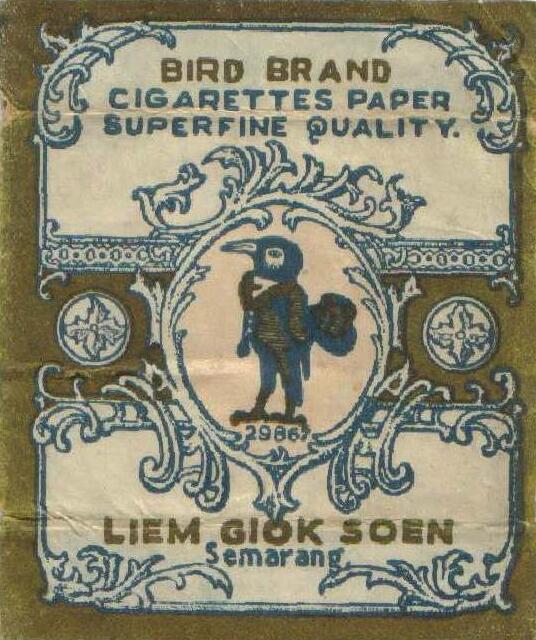 BIRD BRAND
CIGARETTES PAPER
SUPERFINE QUALITY.
29867
LIEM GIOK SOEN
Semarang